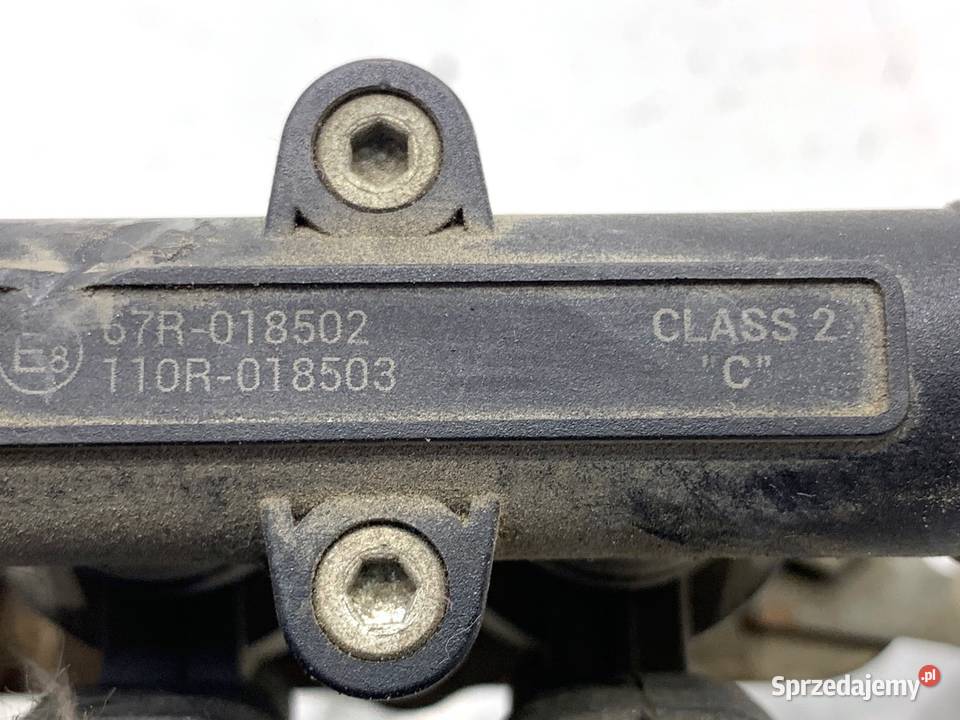 67R-018502
E8
110R-018503
CLASS 2
"C"
Sprzedajemy.pl